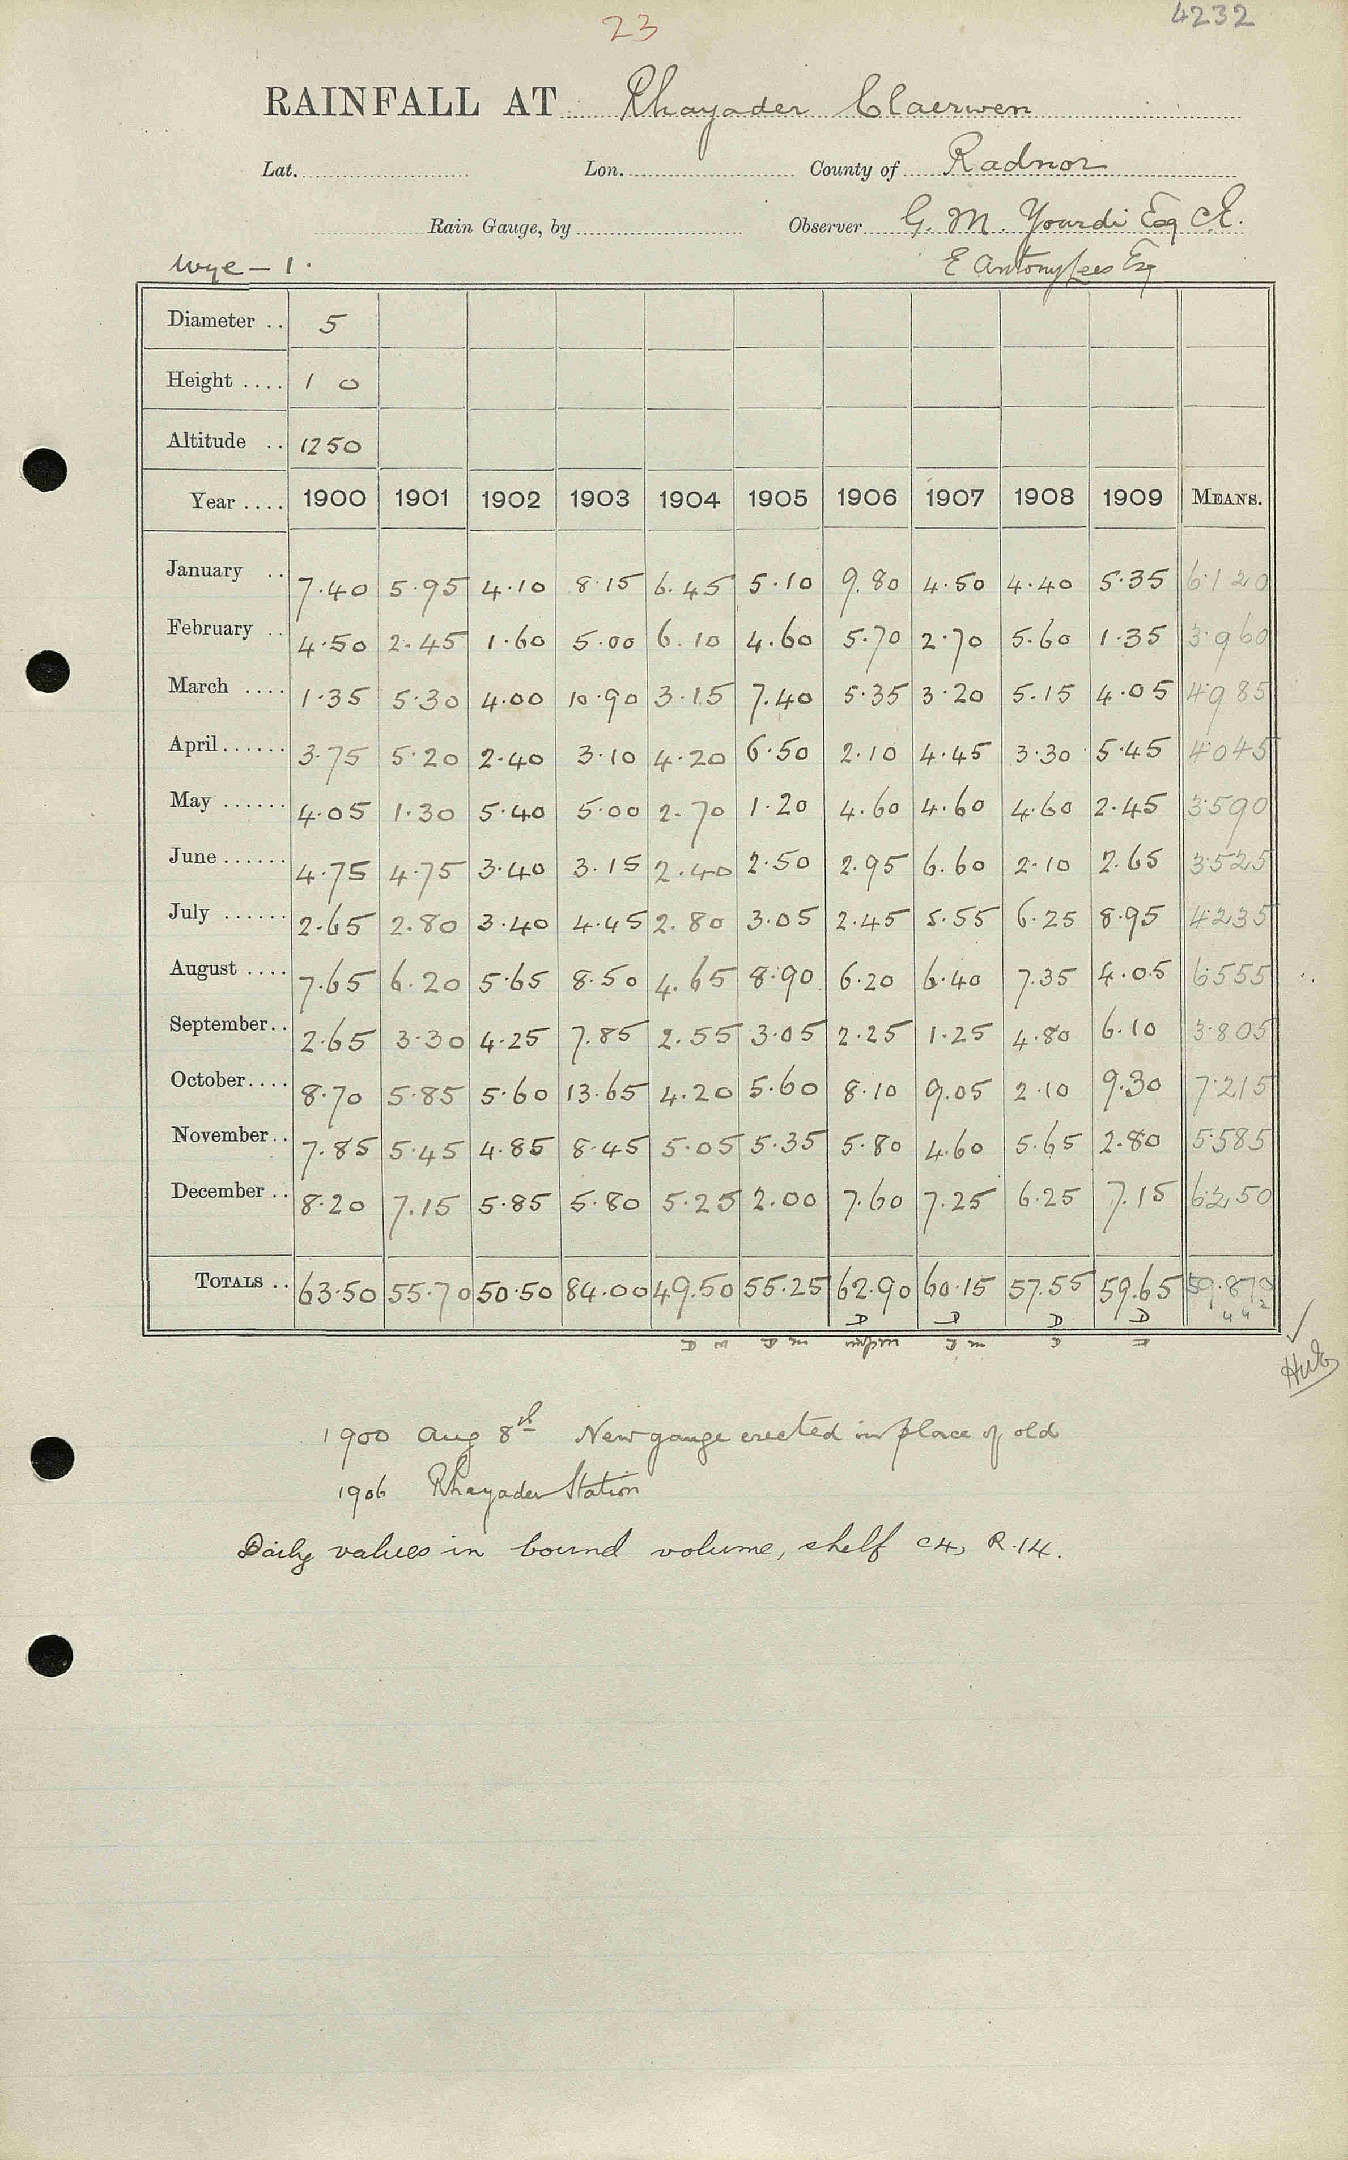 23
4232
RAINFALL AT Rhayader Claerwen
Lat. Lon. County of Radnor
Rain Gauge, by Observer G. M. Yourdi Esq C.E.
Wye - 1. E Antony Lees Esq
Diameter .. 5
Height .... 1 0
Altitude .. 1250
Year .... 1900 1901 1902 1903 1904 1905 1906 1907 1908 1909 MEANS.
January .. 7.40 5.95 4.10 8.15 6.45 5.10 9.80 4.50 4.40 5.35 6.120
February .. 4.50 2.45 1.60 5.00 6.10 4.60 5.70 2.70 5.60 1.35 3.960
March .... 1.35 5.30 4.00 10.90 3.15 7.40 5.35 3.20 5.15 4.05 4.985
April...... 3.75 5.20 2.40 3.10 4.20 6.50 2.10 4.45 3.30 5.45 4.045
May ...... 4.05 1.30 5.40 5.00 2.70 1.20 4.60 4.60 4.60 2.45 3.590
June...... 4.75 4.75 3.40 3.15 2.40 2.50 2.95 6.60 2.10 2.65 3.525
July ...... 2.65 2.80 3.40 4.45 2.80 3.05 2.45 5.55 6.25 8.95 4.235
August .... 7.65 6.20 5.65 8.50 4.65 8.90 6.20 6.40 7.35 4.05 6.555
September.. 2.65 3.30 4.25 7.85 2.55 3.05 2.25 1.25 4.80 6.10 3.805
October.... 8.70 5.85 5.60 13.65 4.20 5.60 8.10 9.05 2.10 9.30 7.215
November.. 7.85 5.45 4.85 8.45 5.05 5.35 5.80 4.60 5.65 2.80 5.585
December .. 8.20 7.15 5.85 5.80 5.25 2.00 7.60 7.25 6.25 7.15 6.250
TOTALS .. 63.50 55.70 50.50 84.00 49.50 55.25 62.90 60.15 57.55 59.65 59.870
D D D D
1900 Aug 8th New gauge erected in place of old
1906 Rhayader Station
Daily values in bound volume, shelf C4, R.14.